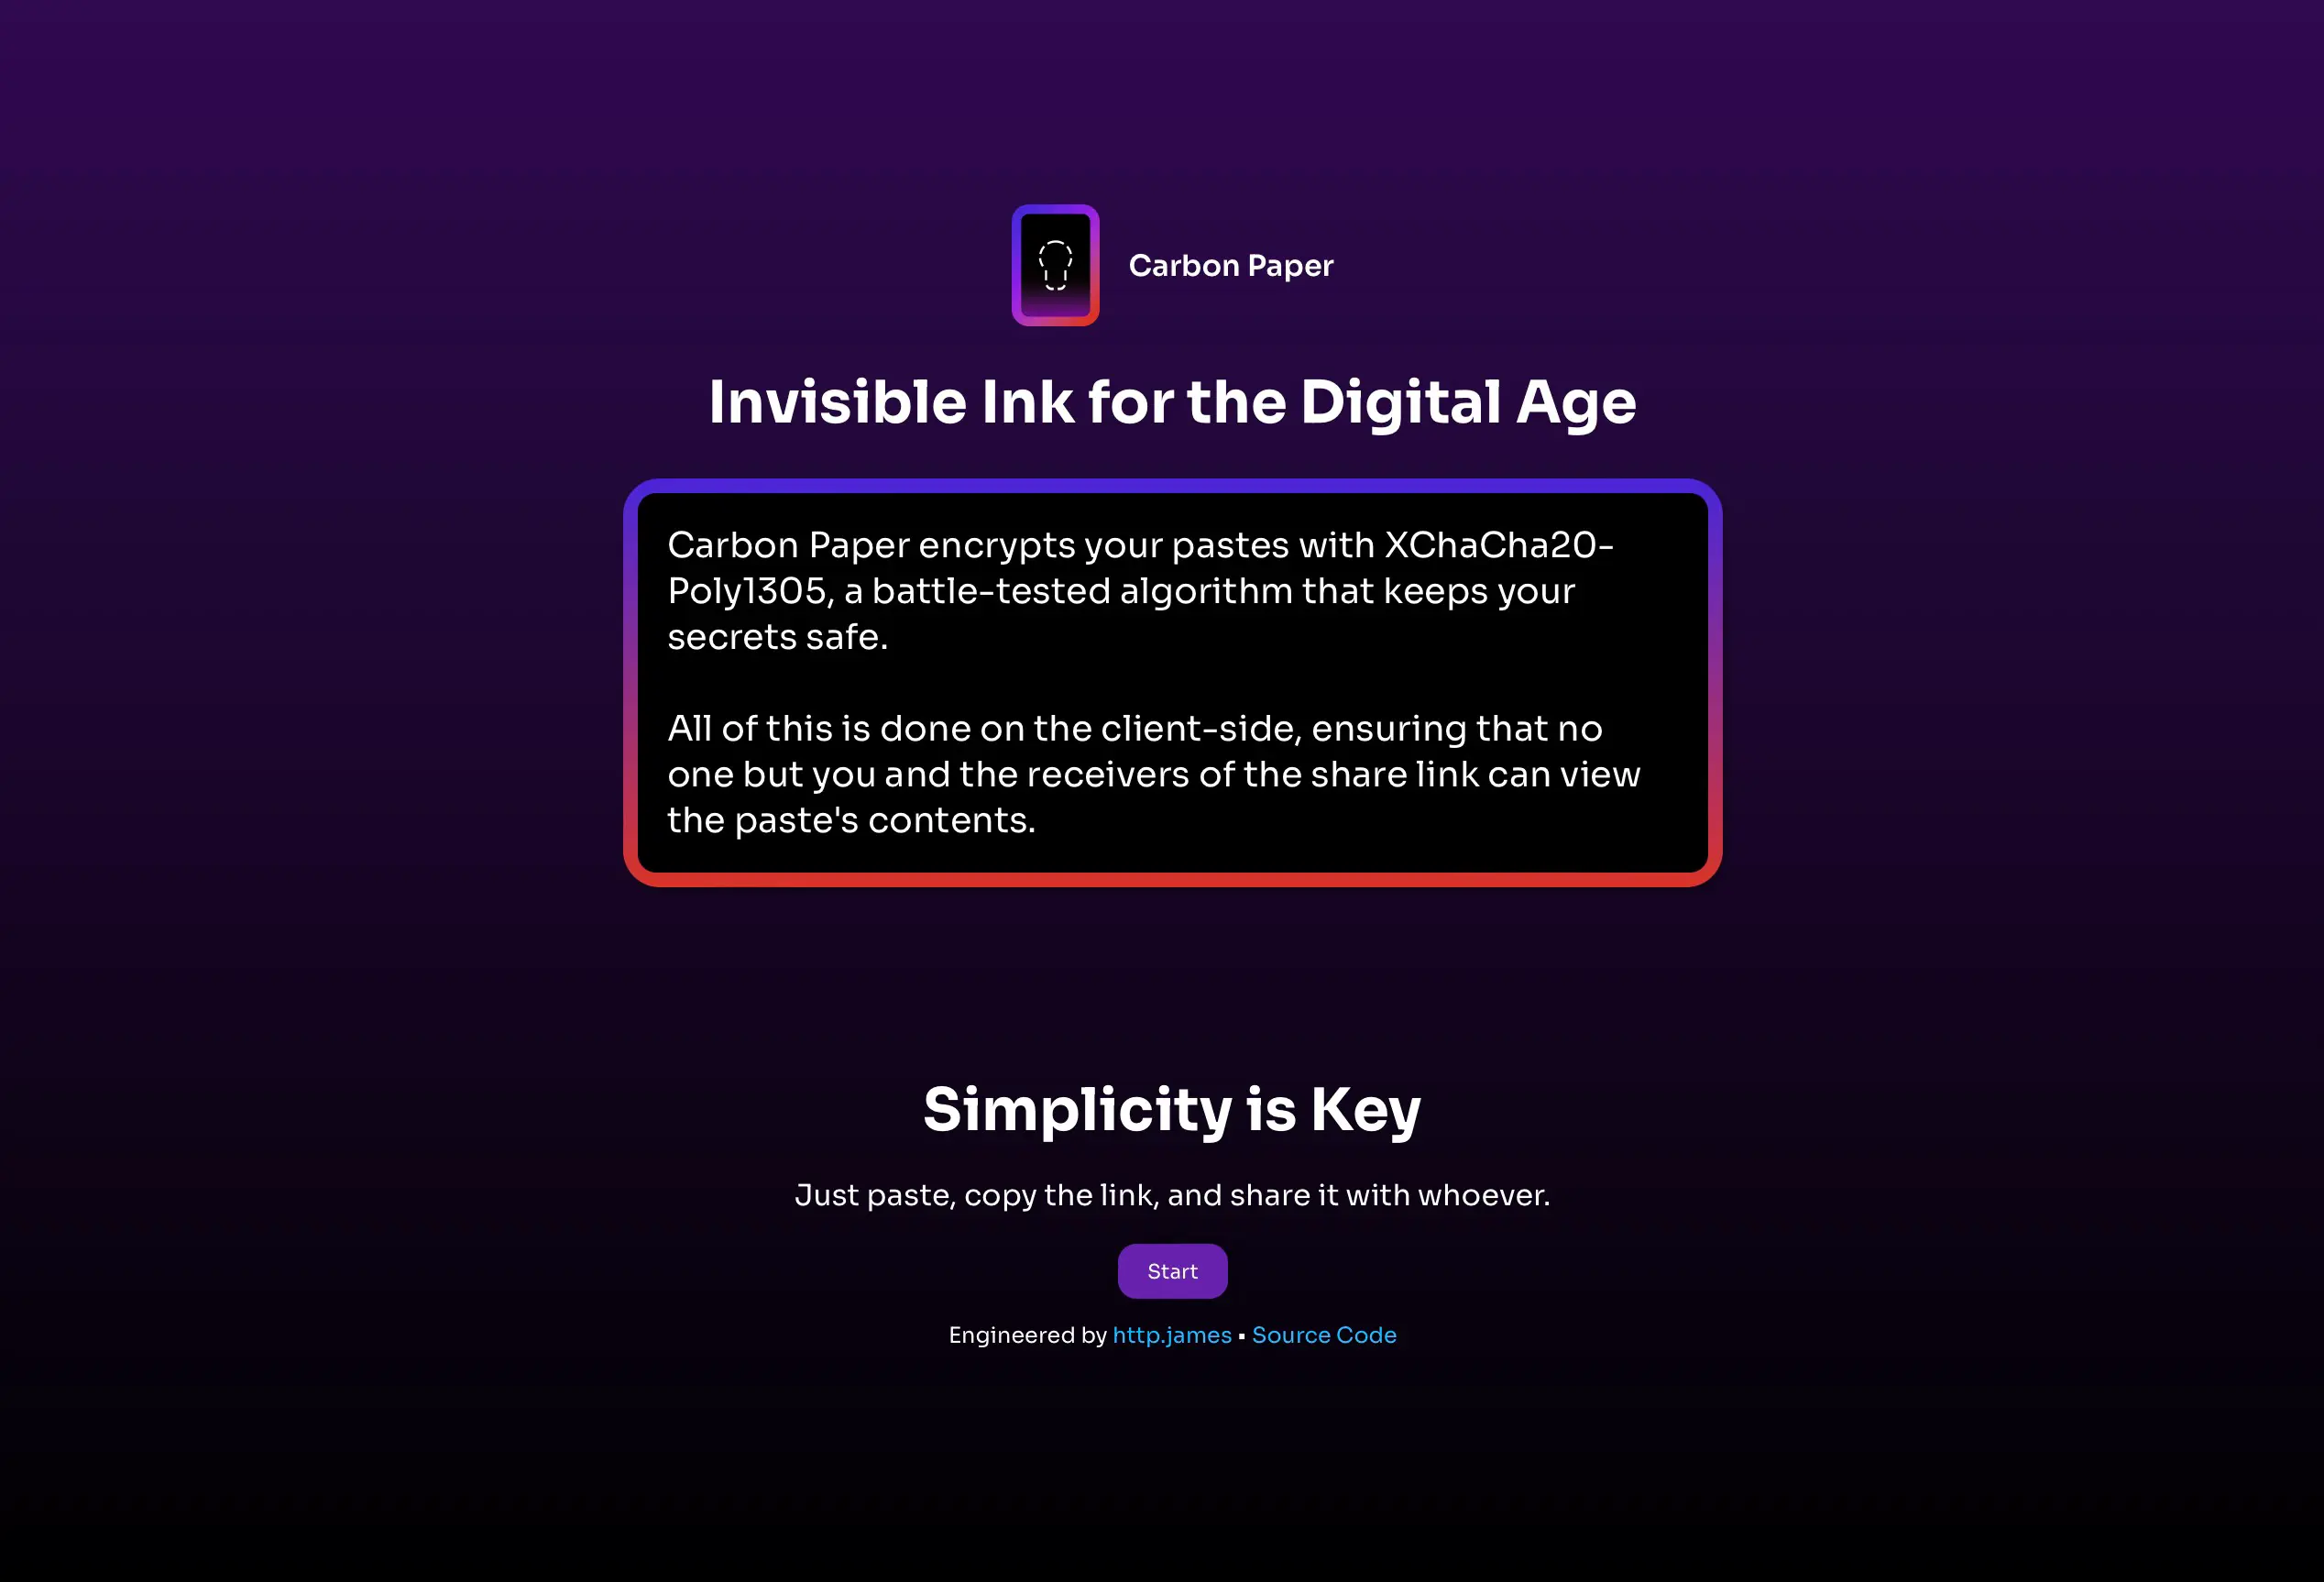 Carbon Paper
Invisible Ink for the Digital Age
Carbon Paper encrypts your pastes with XChaCha20-
Poly1305, a battle-tested algorithm that keeps your
secrets safe.
All of this is done on the client-side, ensuring that no
one but you and the receivers of the share link can view
the paste's contents.
Simplicity is Key
Just paste, copy the link, and share it with whoever.
Start
Engineered by http.james ▪ Source Code